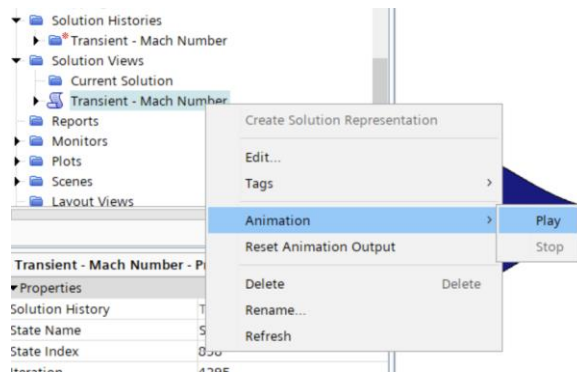 Solution Histories
*Transient - Mach Number
Solution Views
Current Solution
Transient - Mach Number
Reports
Monitors
Plots
Scenes
Layout Views
Create Solution Representation
Edit...
Tags >
Animation > Play
Reset Animation Output Stop
Delete Delete
Rename...
Refresh
Transient - Mach Number - P
Properties
Solution History T
State Name S
State Index
Iteration 4295